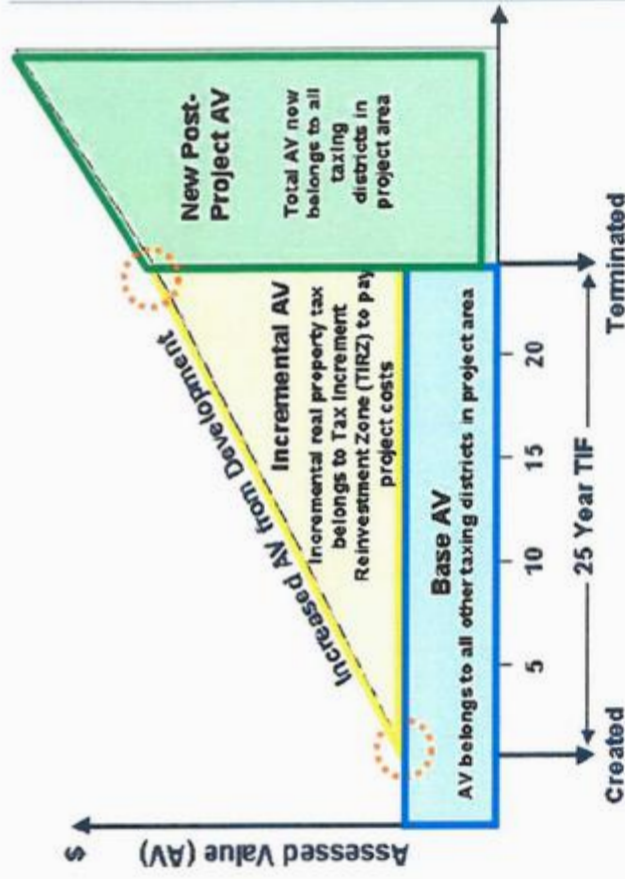 $
Assessed Value (AV)
Increased AV from Development
New Post-
Project AV
Total AV now
belongs to all
taxing
districts in
project area
Incremental AV
Incremental real property tax
belongs to Tax Increment
Reinvestment Zone (TIRZ) to pay
project costs
Base AV
AV belongs to all other taxing districts in project area
5
10
15
20
25 Year TIF
Created
Terminated